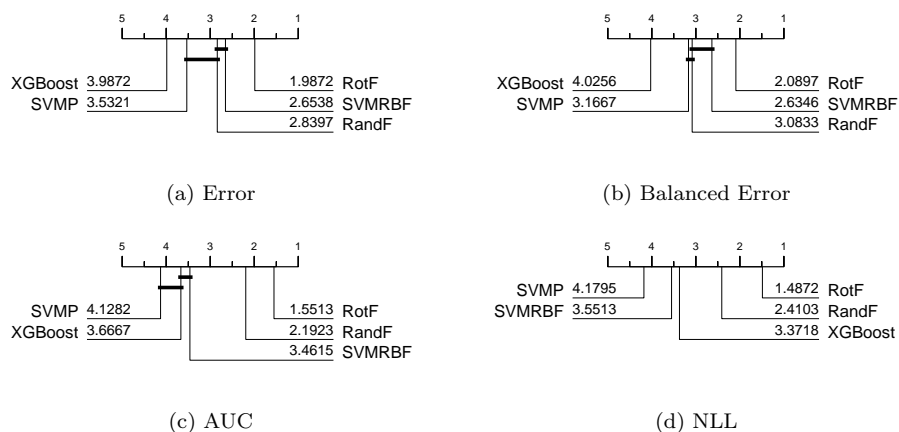 5 4 3 2 1
XGBoost 3.9872 1.9872 RotF
SVMP 3.5321 2.6538 SVMRBF
2.8397 RandF
(a) Error
5 4 3 2 1
XGBoost 4.0256 2.0897 RotF
SVMP 3.1667 2.6346 SVMRBF
3.0833 RandF
(b) Balanced Error
5 4 3 2 1
SVMP 4.1282 1.5513 RotF
XGBoost 3.6667 2.1923 RandF
3.4615 SVMRBF
(c) AUC
5 4 3 2 1
SVMP 4.1795 1.4872 RotF
SVMRBF 3.5513 2.4103 RandF
3.3718 XGBoost
(d) NLL